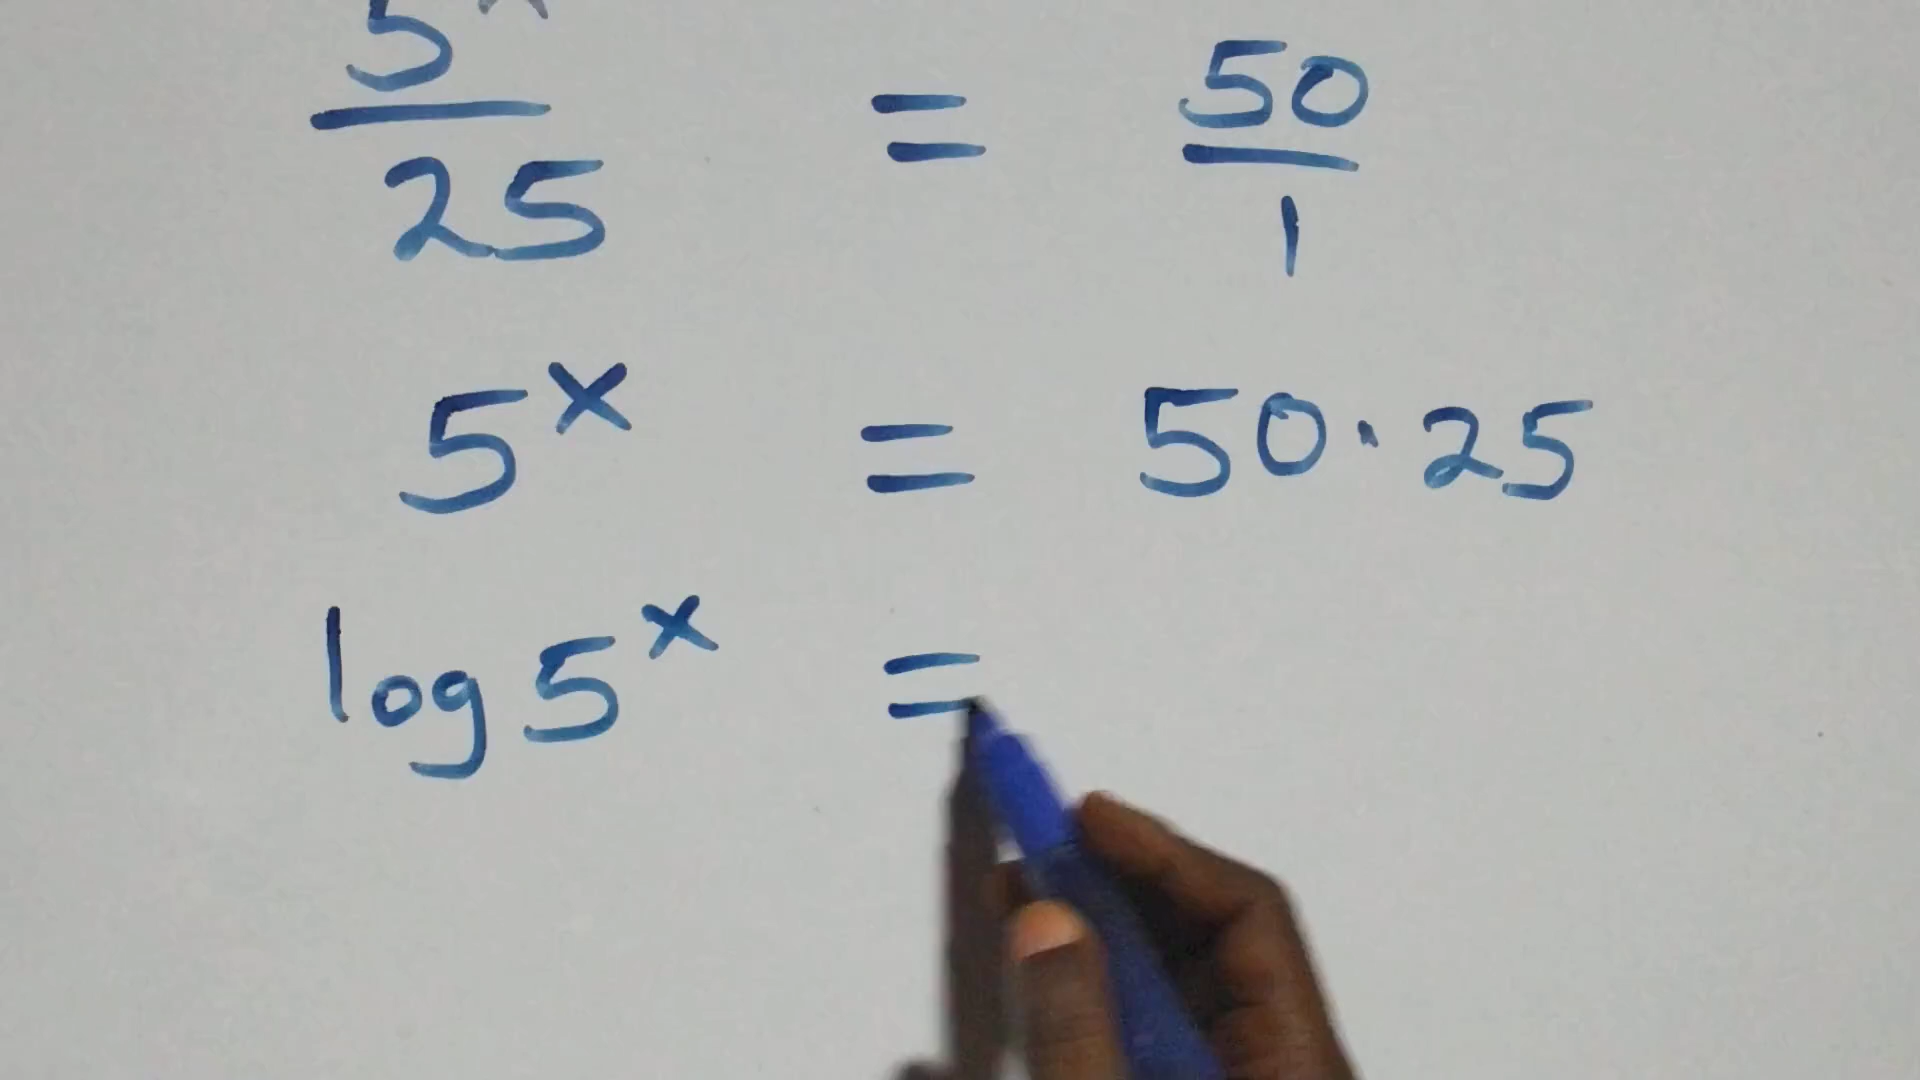 5^x/25 = 50/1
5^x = 50·25
log 5^x =